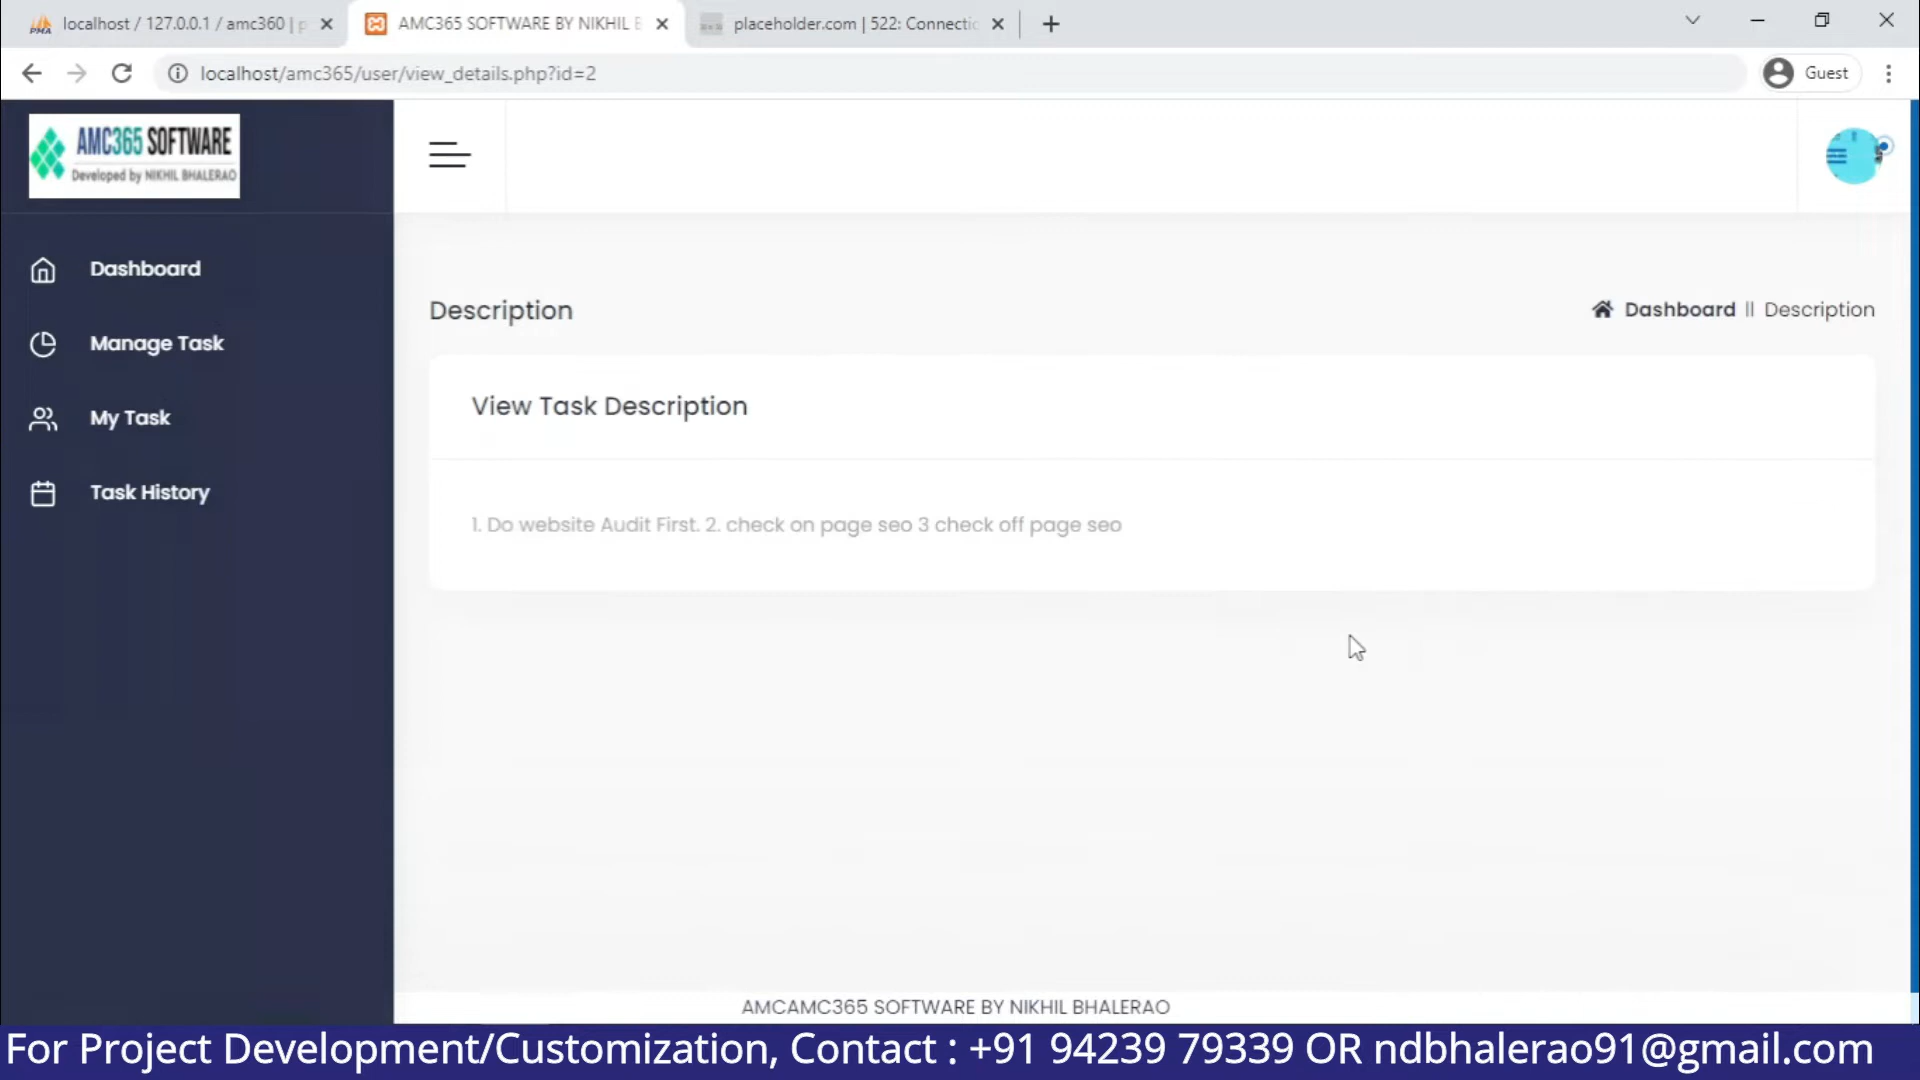 localhost / 127.0.0.1 / amc360 | p
AMC365 SOFTWARE BY NIKHIL B
placeholder.com | 522: Connectio
localhost/amc365/user/view_details.php?id=2
Guest
AMC365 SOFTWARE
Developed by NIKHIL BHALERAO
Dashboard
Manage Task
My Task
Task History
Description
Dashboard || Description
View Task Description
1. Do website Audit First. 2. check on page seo 3 check off page seo
AMCAMC365 SOFTWARE BY NIKHIL BHALERAO
For Project Development/Customization, Contact : +91 94239 79339 OR ndbhalerao91@gmail.com